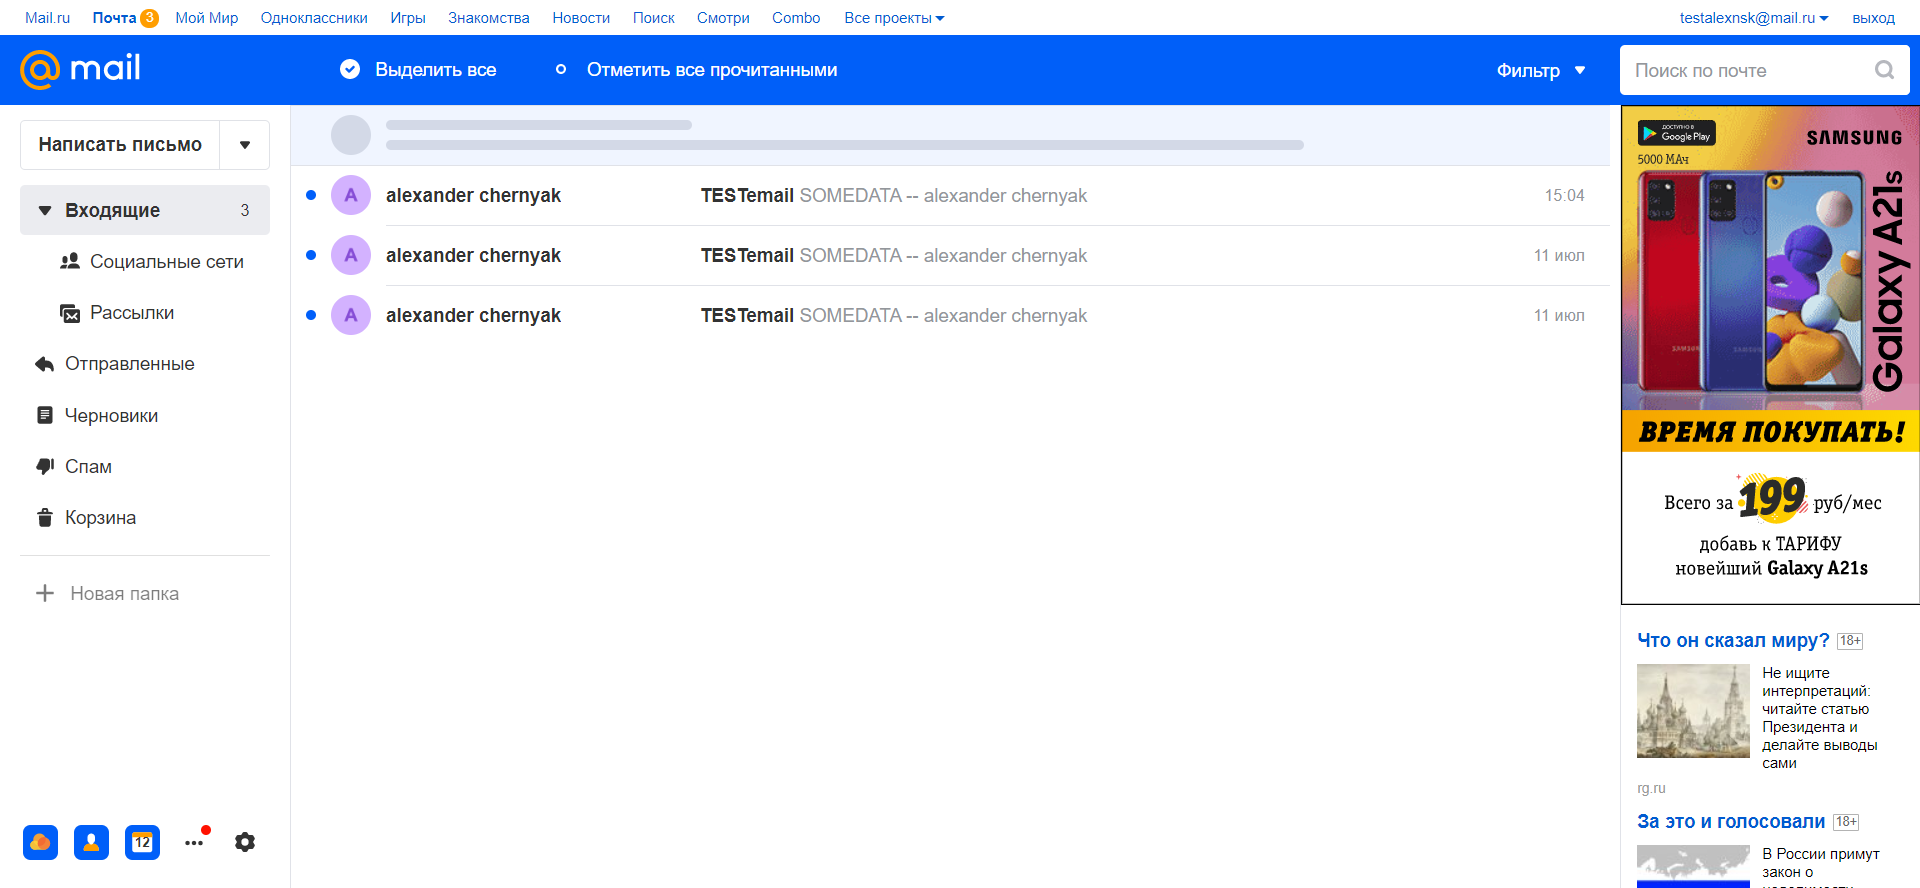 Mail.ru Почта 3 Мой Мир Одноклассники Игры Знакомства Новости Поиск Смотри Combo Все проекты testalexnsk@mail.ru выход
@mail Выделить все Отметить все прочитанными Фильтр Поиск по почте
Написать письмо
Входящие 3
Социальные сети
Рассылки
Отправленные
Черновики
Спам
Корзина
Новая папка
12
A alexander chernyak TESTemail SOMEDATA -- alexander chernyak 15:04
A alexander chernyak TESTemail SOMEDATA -- alexander chernyak 11 июл
A alexander chernyak TESTemail SOMEDATA -- alexander chernyak 11 июл
ДОСТУПНО В
Google Play
SAMSUNG
5000 МАч
Galaxy A21s
SAMSUNG
ВРЕМЯ ПОКУПАТЬ!
Всего за 199 руб/мес
добавь к ТАРИФУ
новейший Galaxy A21s
Что он сказал миру? 18+
Не ищите
интерпретаций:
читайте статью
Президента и
делайте выводы
сами
rg.ru
За это и голосовали 18+
В России примут
закон о